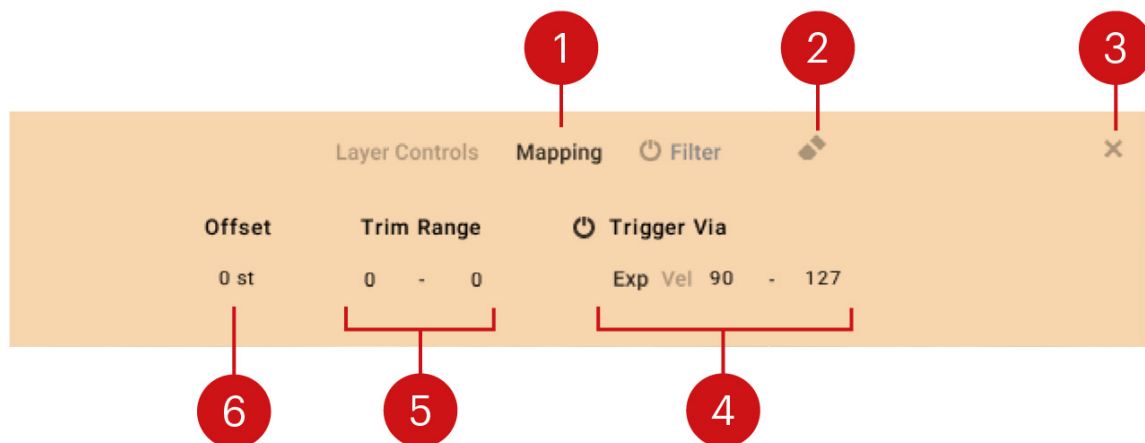 1 2 3
Layer Controls Mapping Filter
Offset Trim Range Trigger Via
0 st 0 - 0 Exp Vel 90 - 127
6 5 4